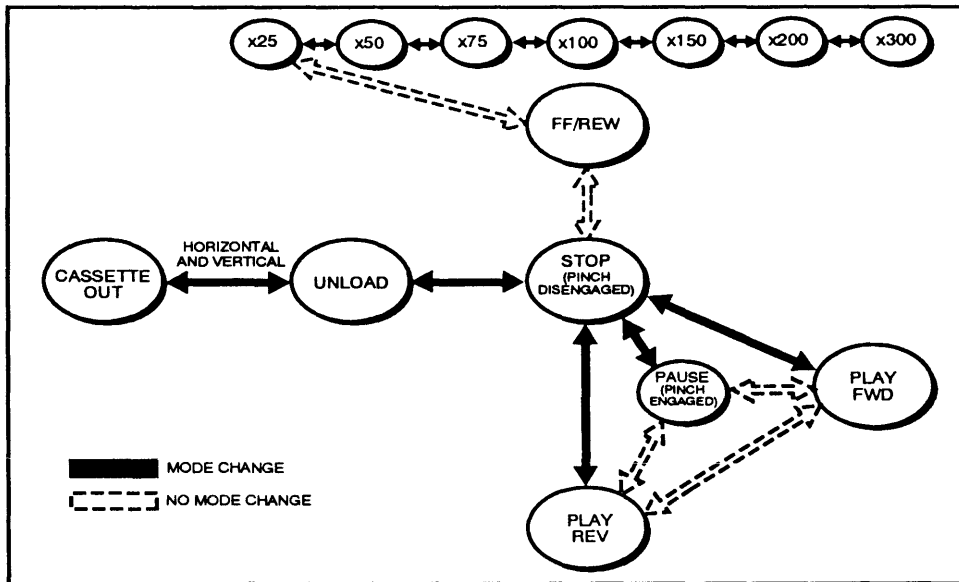 x25 x50 x75 x100 x150 x200 x300
FF/REW
HORIZONTAL
AND VERTICAL
CASSETTE
OUT
UNLOAD
STOP
(PINCH
DISENGAGED)
PAUSE
(PINCH
ENGAGED)
PLAY
FWD
MODE CHANGE
NO MODE CHANGE
PLAY
REV